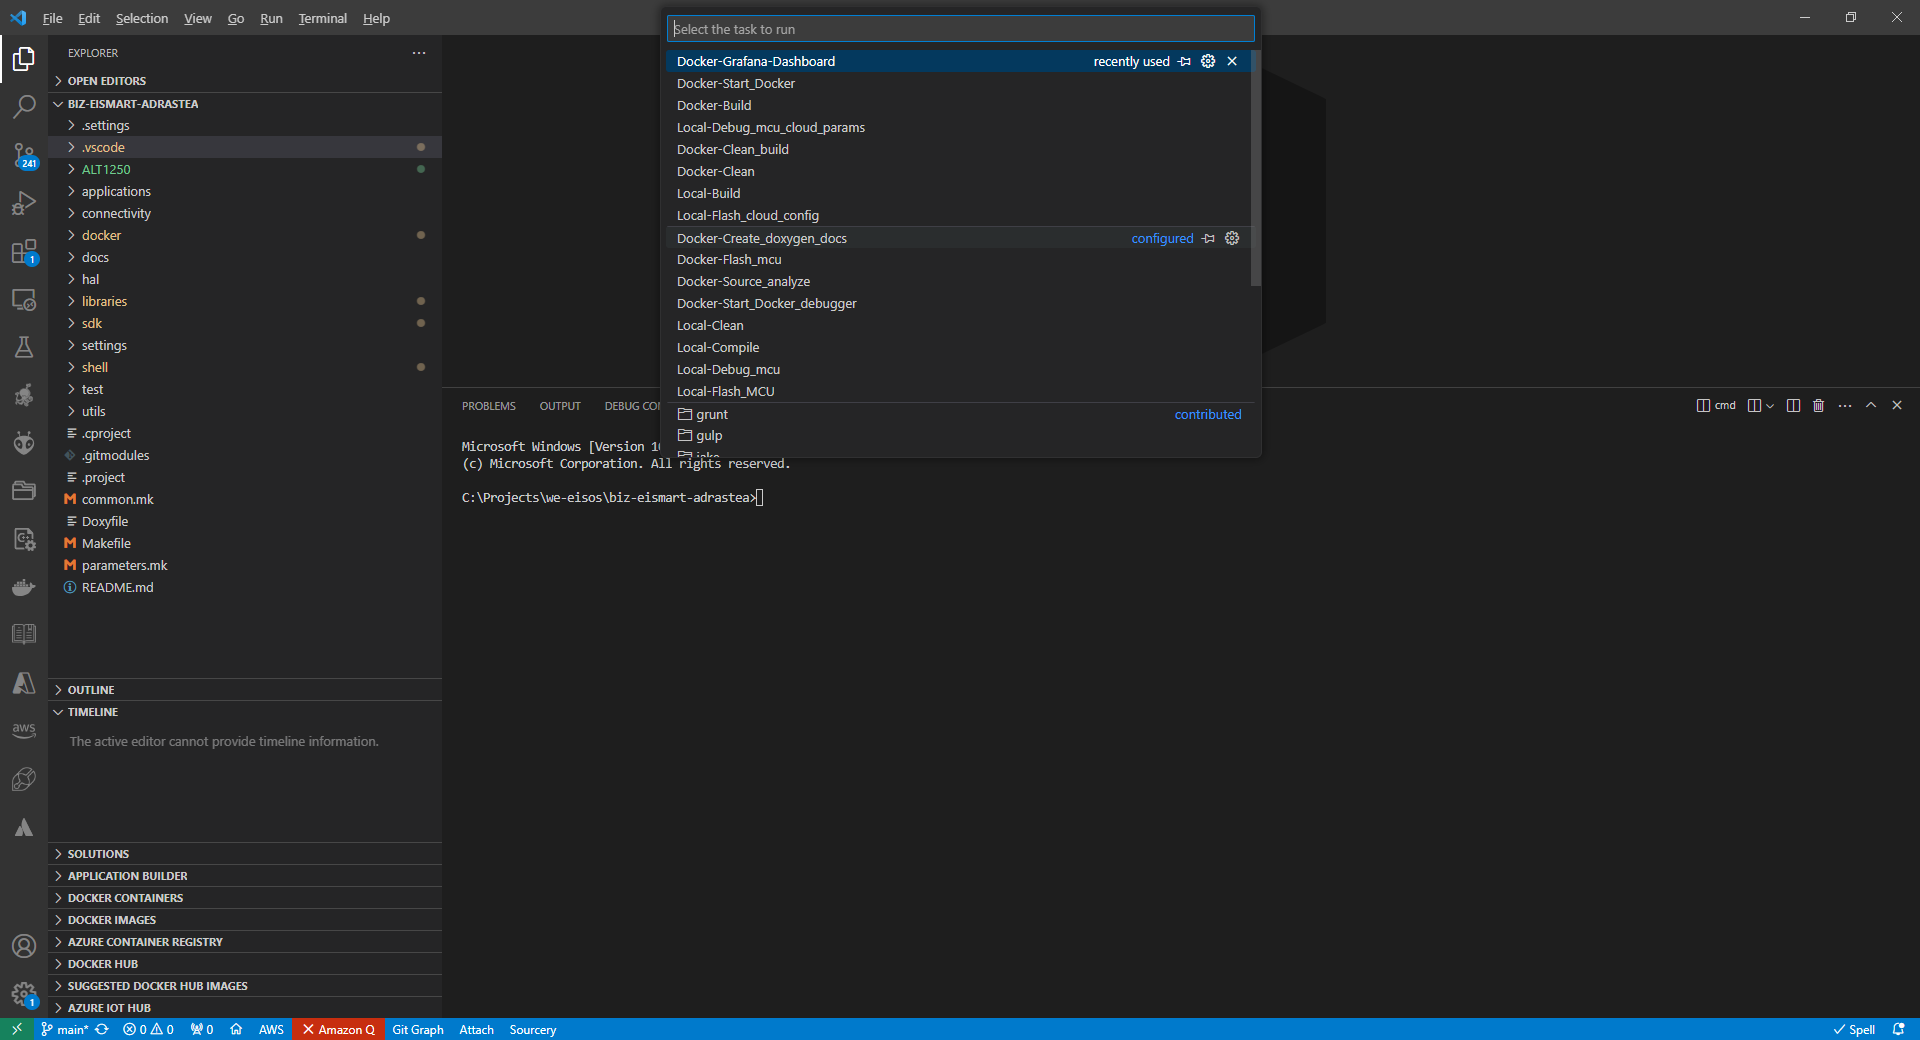 File Edit Selection View Go Run Terminal Help
Select the task to run
Docker-Grafana-Dashboard recently used
Docker-Start_Docker
Docker-Build
Local-Debug_mcu_cloud_params
Docker-Clean_build
Docker-Clean
Local-Build
Local-Flash_cloud_config
Docker-Create_doxygen_docs configured
Docker-Flash_mcu
Docker-Source_analyze
Docker-Start_Docker_debugger
Local-Clean
Local-Compile
Local-Debug_mcu
Local-Flash_MCU
grunt contributed
gulp
EXPLORER
OPEN EDITORS
BIZ-EISMART-ADRASTEA
.settings
.vscode
ALT1250
applications
connectivity
docker
docs
hal
libraries
sdk
settings
shell
test
utils
.cproject
.gitmodules
.project
common.mk
Doxyfile
Makefile
parameters.mk
README.md
OUTLINE
TIMELINE
The active editor cannot provide timeline information.
SOLUTIONS
APPLICATION BUILDER
DOCKER CONTAINERS
DOCKER IMAGES
AZURE CONTAINER REGISTRY
DOCKER HUB
SUGGESTED DOCKER HUB IMAGES
AZURE IOT HUB
241
1
aws
1
PROBLEMS OUTPUT DEBUG CON
cmd
Microsoft Windows [Version 10
(c) Microsoft Corporation. All rights reserved.
C:\Projects\we-eisos\biz-eismart-adrastea>
main* 0 0 0 AWS Amazon Q Git Graph Attach Sourcery Spell